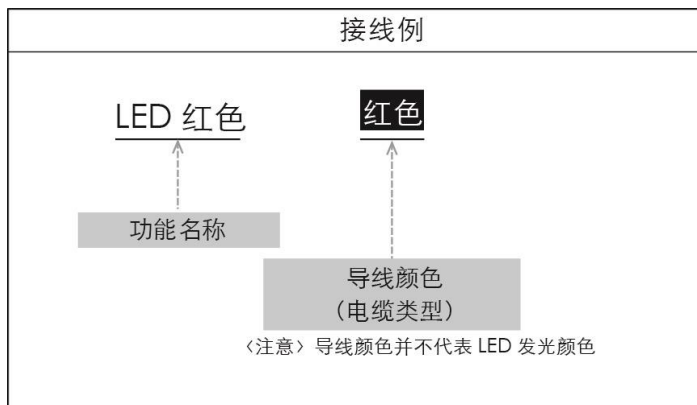 接线例
LED 红色 红色
功能名称
导线颜色
（电缆类型）
〈注意〉导线颜色并不代表 LED 发光颜色